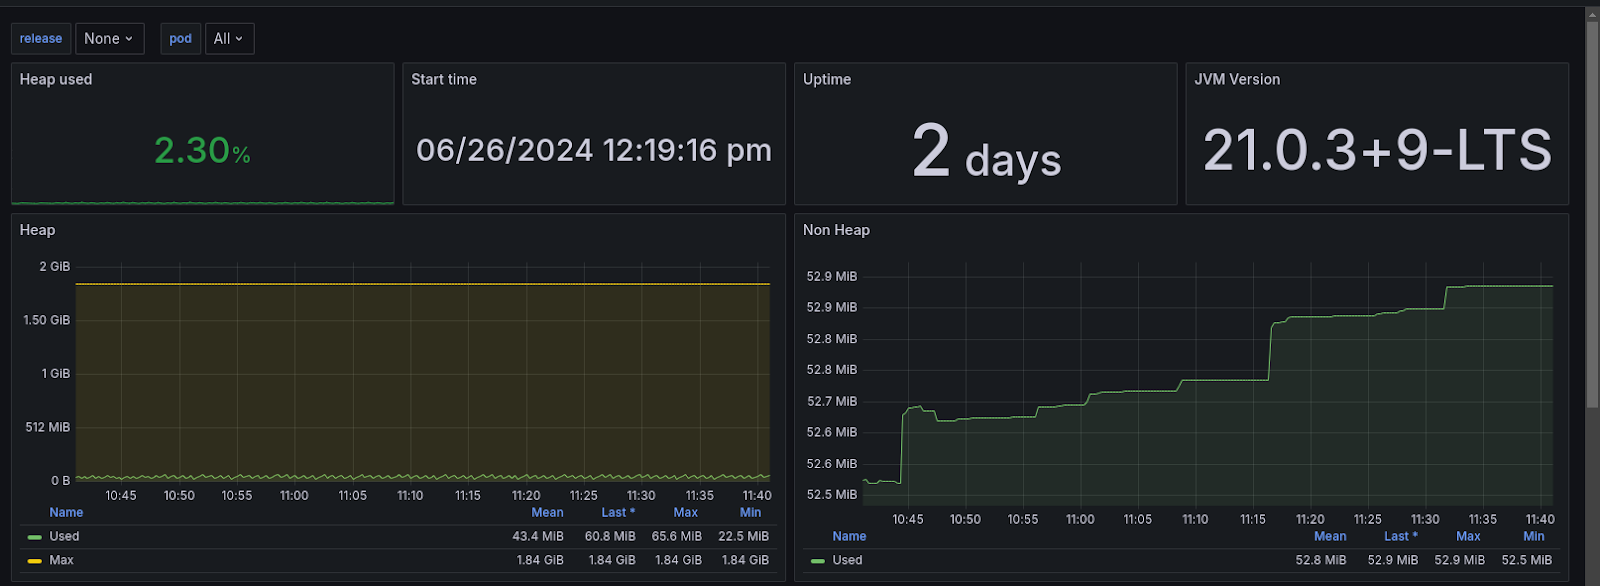 release None pod All
Heap used Start time Uptime JVM Version
2.30% 06/26/2024 12:19:16 pm 2 days 21.0.3+9-LTS
Heap
2 GiB
1.50 GiB
1 GiB
512 MiB
0 B
10:45 10:50 10:55 11:00 11:05 11:10 11:15 11:20 11:25 11:30 11:35 11:40
Name Mean Last * Max Min
Used 43.4 MiB 60.8 MiB 65.6 MiB 22.5 MiB
Max 1.84 GiB 1.84 GiB 1.84 GiB 1.84 GiB
Non Heap
52.9 MiB
52.9 MiB
52.8 MiB
52.8 MiB
52.7 MiB
52.6 MiB
52.6 MiB
52.5 MiB
10:45 10:50 10:55 11:00 11:05 11:10 11:15 11:20 11:25 11:30 11:35 11:40
Name Mean Last * Max Min
Used 52.8 MiB 52.9 MiB 52.9 MiB 52.5 MiB